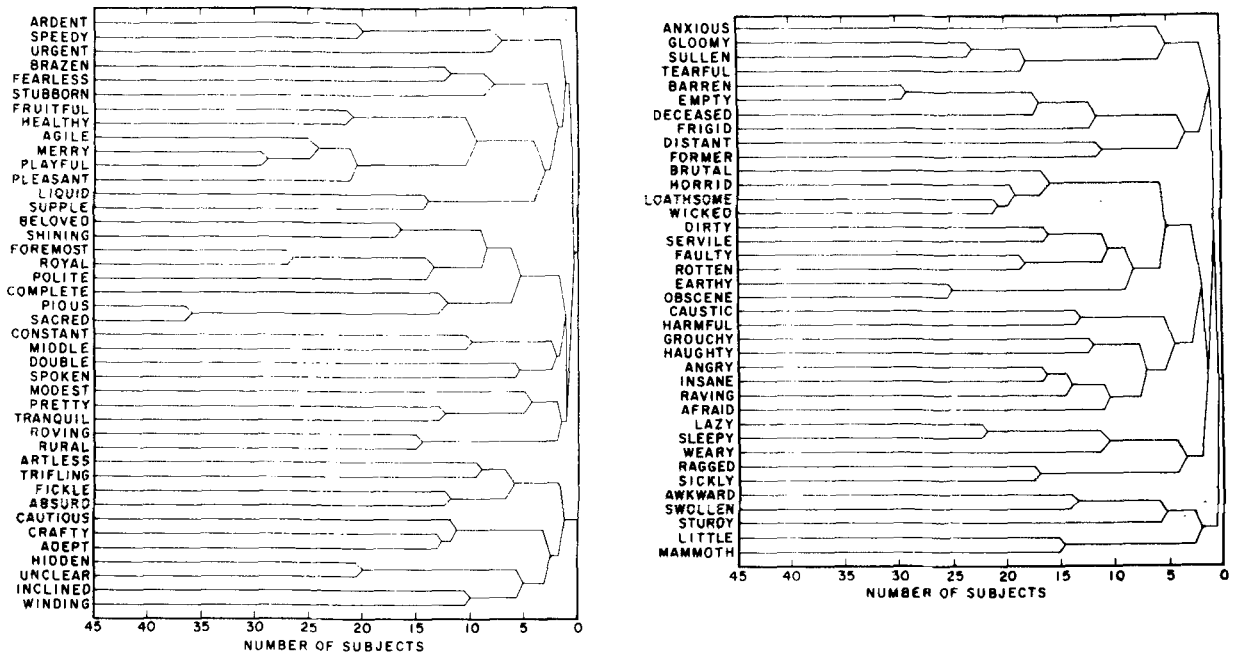 ARDENT
SPEEDY
URGENT
BRAZEN
FEARLESS
STUBBORN
FRUITFUL
HEALTHY
AGILE
MERRY
PLAYFUL
PLEASANT
LIQUID
SUPPLE
BELOVED
SHINING
FOREMOST
ROYAL
POLITE
COMPLETE
PIOUS
SACRED
CONSTANT
MIDDLE
DOUBLE
SPOKEN
MODEST
PRETTY
TRANQUIL
ROVING
RURAL
ARTLESS
TRIFLING
FICKLE
ABSURD
CAUTIOUS
CRAFTY
ADEPT
HIDDEN
UNCLEAR
INCLINED
WINDING
45 40 35 30 25 20 15 10 5 0
NUMBER OF SUBJECTS
ANXIOUS
GLOOMY
SULLEN
TEARFUL
BARREN
EMPTY
DECEASED
FRIGID
DISTANT
FORMER
BRUTAL
HORRID
LOATHSOME
WICKED
DIRTY
SERVILE
FAULTY
ROTTEN
EARTHY
OBSCENE
CAUSTIC
HARMFUL
GROUCHY
HAUGHTY
ANGRY
INSANE
RAVING
AFRAID
LAZY
SLEEPY
WEARY
RAGGED
SICKLY
AWKWARD
SWOLLEN
STURDY
LITTLE
MAMMOTH
45 40 35 30 25 20 15 10 5 0
NUMBER OF SUBJECTS